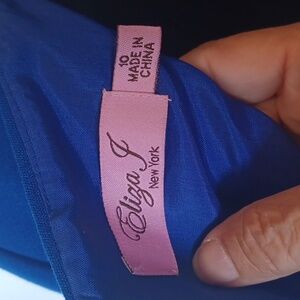 10
MADE IN
CHINA
Eliza J
New York